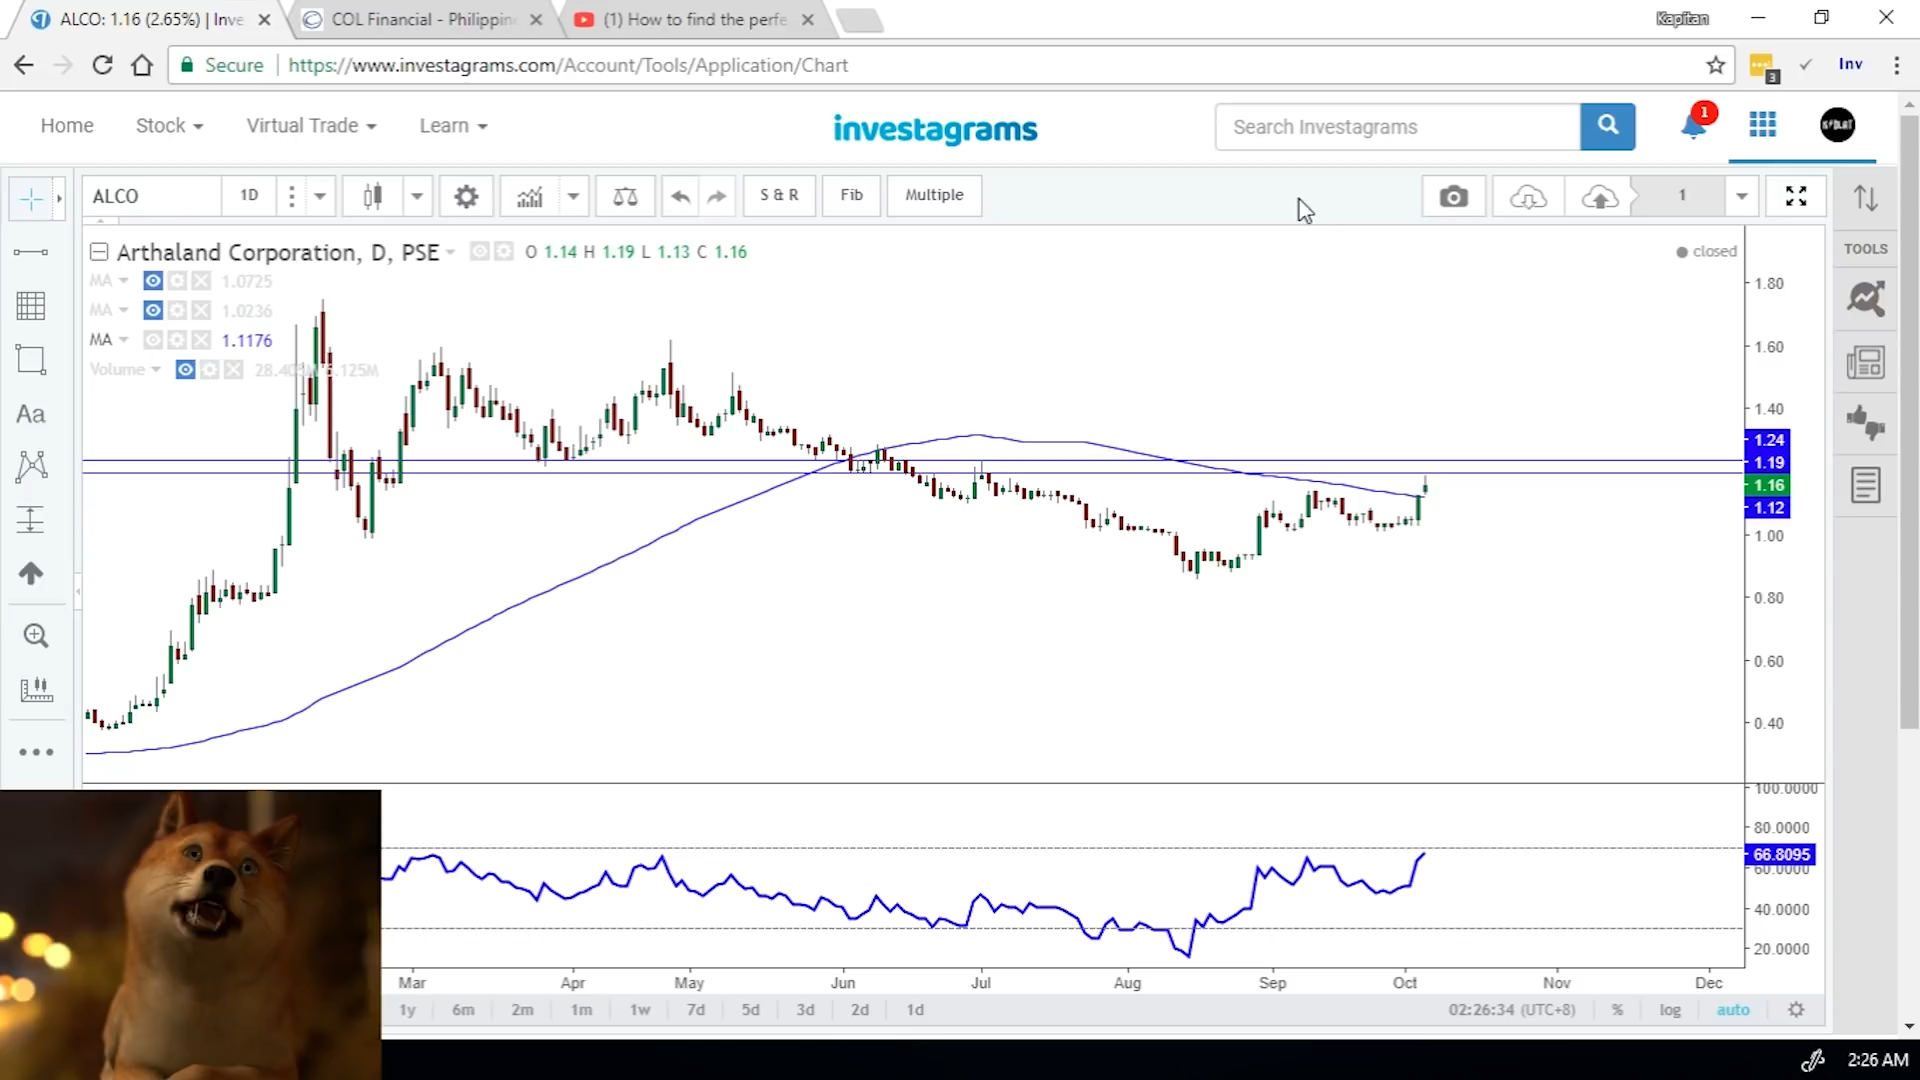 ALCO: 1.16 (2.65%) | Inve
COL Financial - Philippin
(1) How to find the perfe
Kapitan
Secure
https://www.investagrams.com/Account/Tools/Application/Chart
3
Inv
Home
Stock
Virtual Trade
Learn
investagrams
Search Investagrams
1
ALCO
1D
S & R
Fib
Multiple
1
TOOLS
Arthaland Corporation, D, PSE
O 1.14 H 1.19 L 1.13 C 1.16
closed
MA 1.0725
MA 1.0236
MA 1.1176
Volume
Aa
1.80
1.60
1.40
1.24
1.19
1.16
1.12
1.00
0.80
0.60
0.40
100.0000
80.0000
66.8095
60.0000
40.0000
20.0000
Mar Apr May Jun Jul Aug Sep Oct Nov Dec
1y 6m 2m 1m 1w 7d 5d 3d 2d 1d
02:26:34 (UTC+8) % log auto
2:26 AM